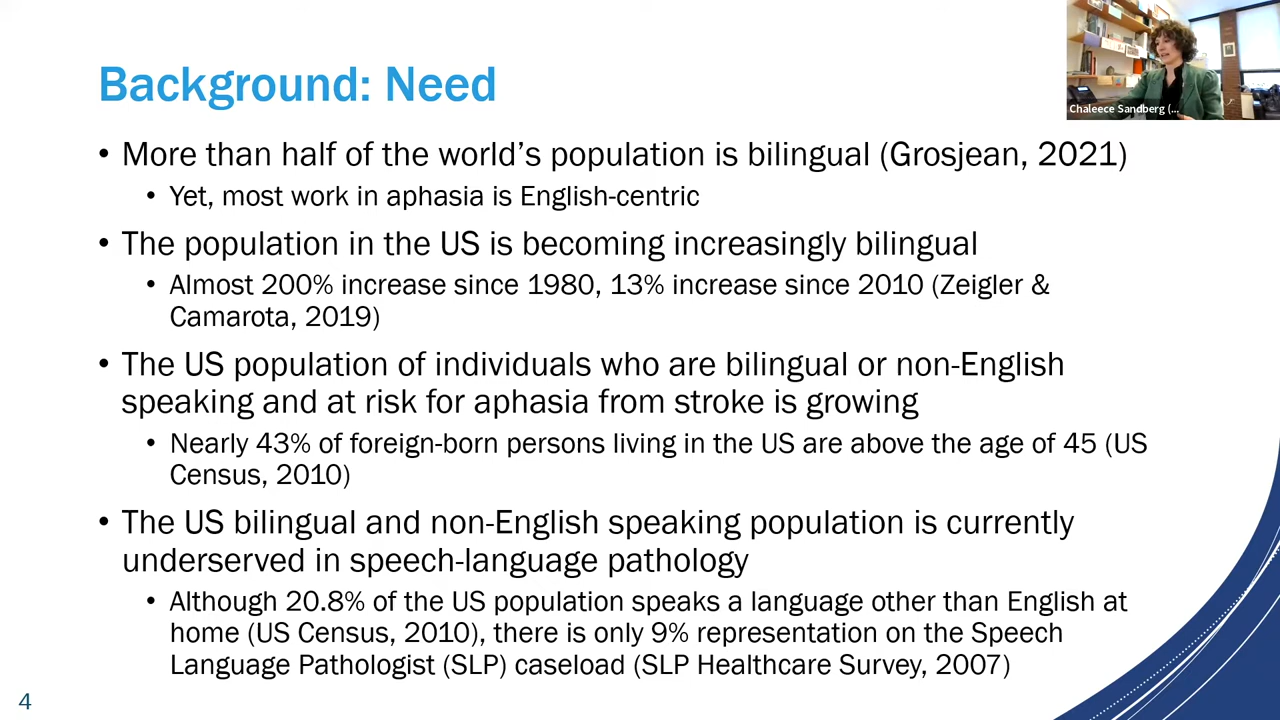 Background: Need
Chaleece Sandberg (...
• More than half of the world's population is bilingual (Grosjean, 2021)
• Yet, most work in aphasia is English-centric
• The population in the US is becoming increasingly bilingual
• Almost 200% increase since 1980, 13% increase since 2010 (Zeigler &
Camarota, 2019)
• The US population of individuals who are bilingual or non-English
speaking and at risk for aphasia from stroke is growing
• Nearly 43% of foreign-born persons living in the US are above the age of 45 (US
Census, 2010)
• The US bilingual and non-English speaking population is currently
underserved in speech-language pathology
• Although 20.8% of the US population speaks a language other than English at
home (US Census, 2010), there is only 9% representation on the Speech
Language Pathologist (SLP) caseload (SLP Healthcare Survey, 2007)
4